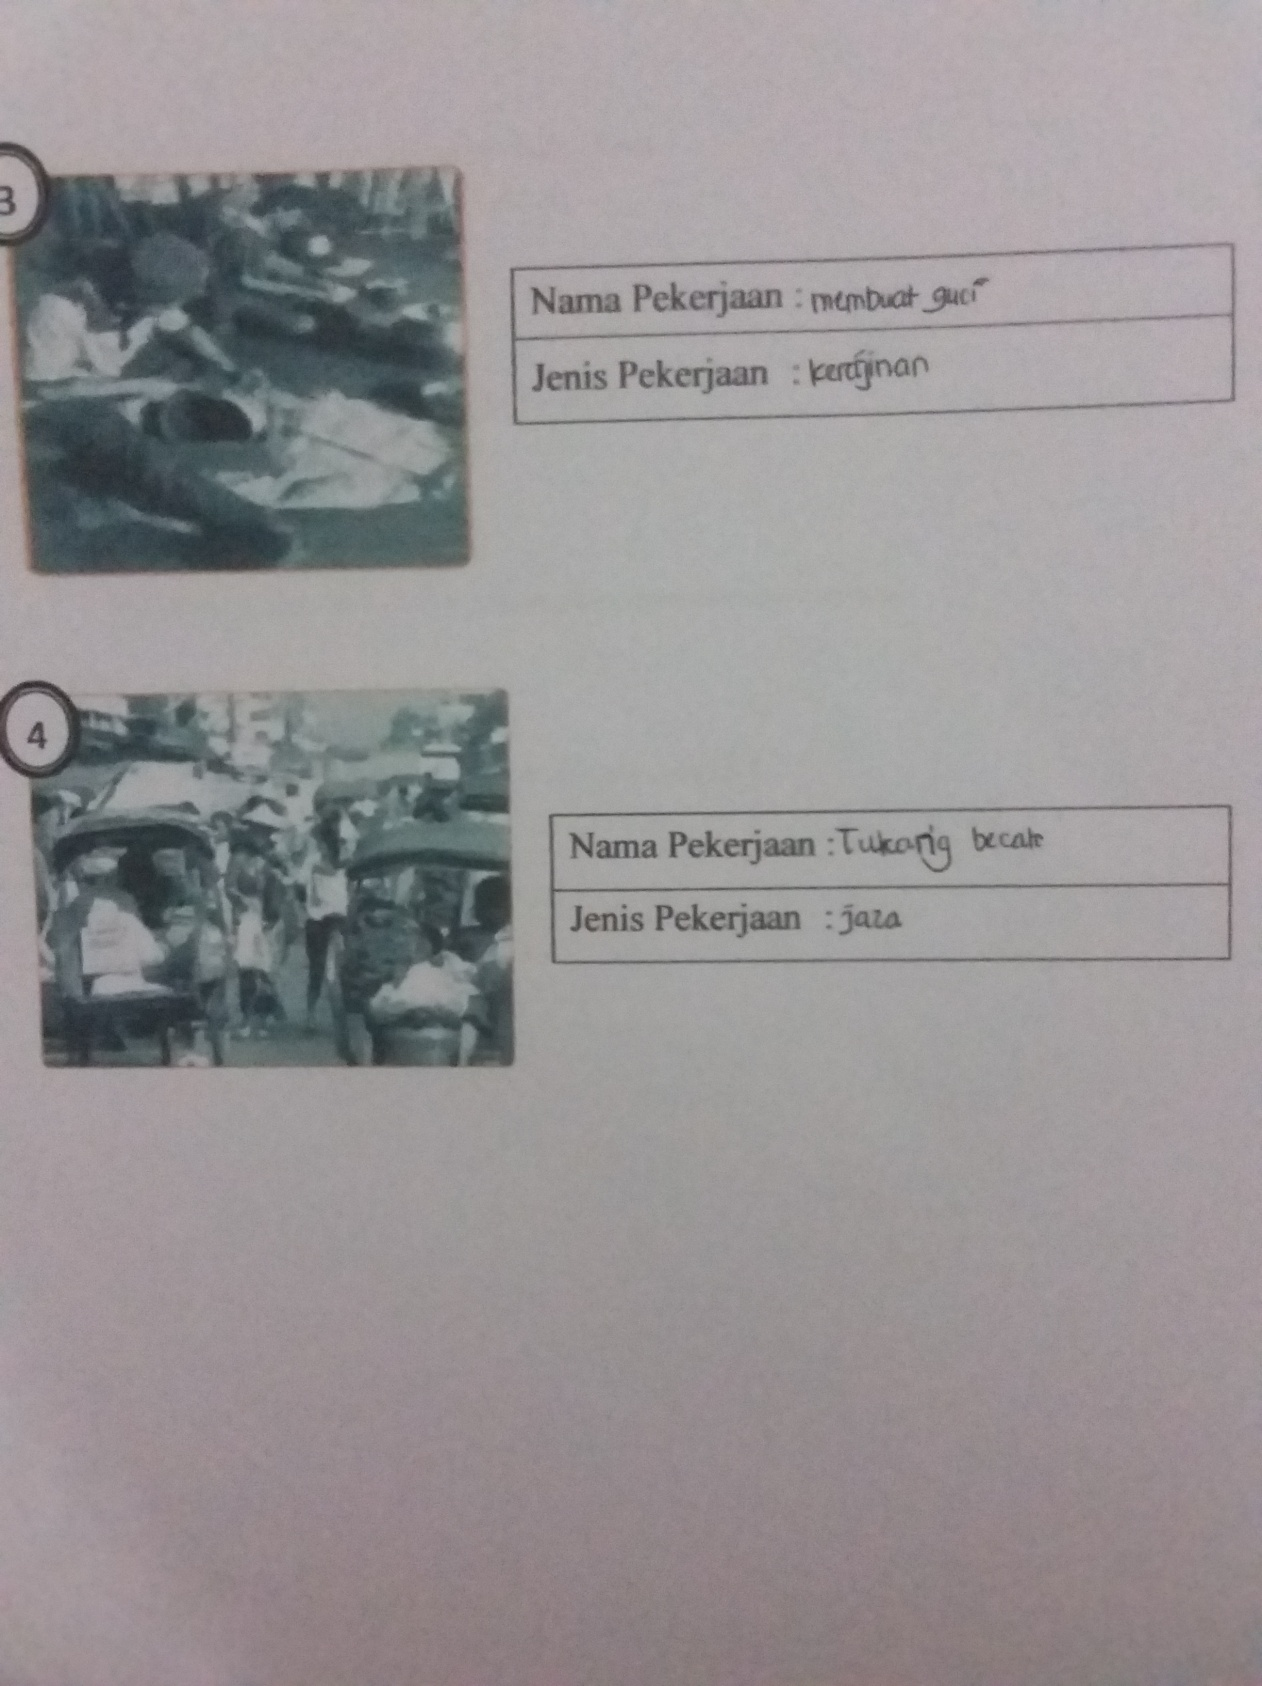 3
Nama Pekerjaan : membuat guci
Jenis Pekerjaan : kerajinan
4
Nama Pekerjaan : Tukang becak
Jenis Pekerjaan : jasa